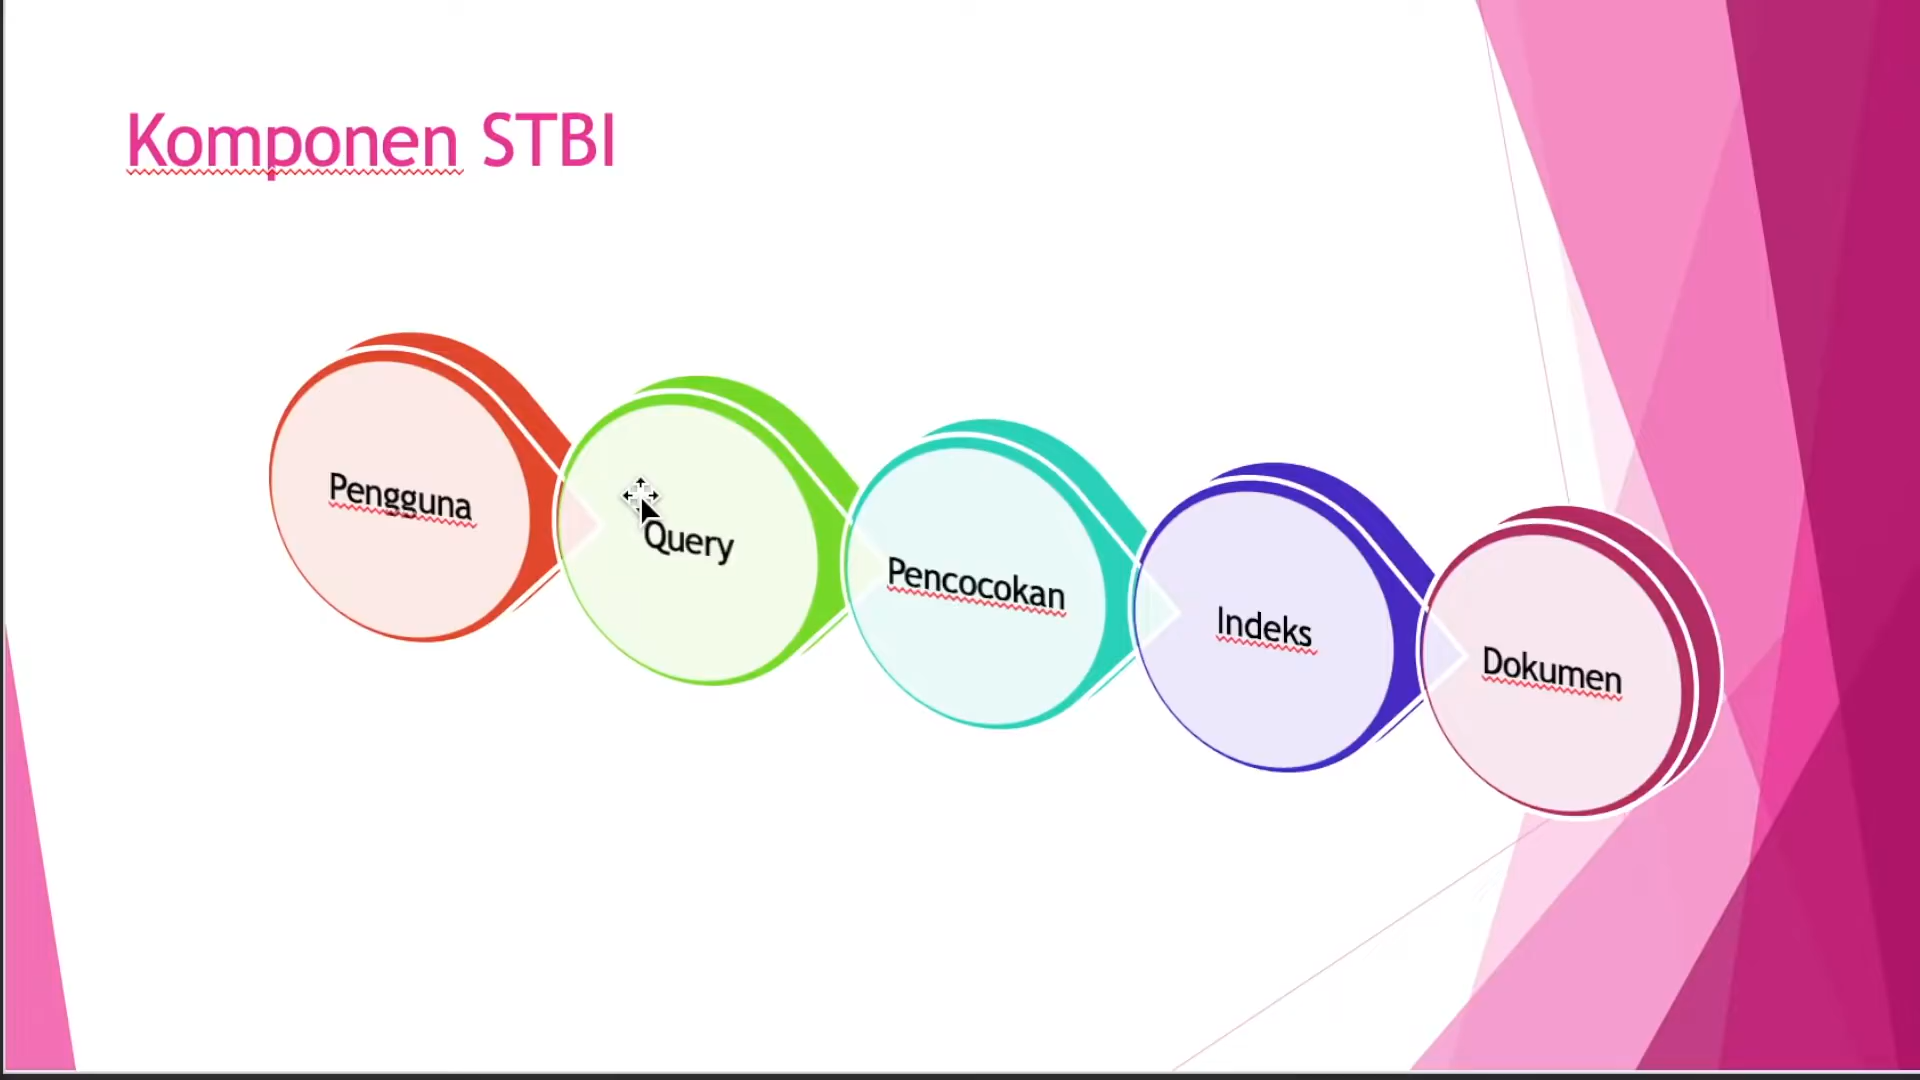 Komponen STBI
Pengguna
Query
Pencocokan
Indeks
Dokumen